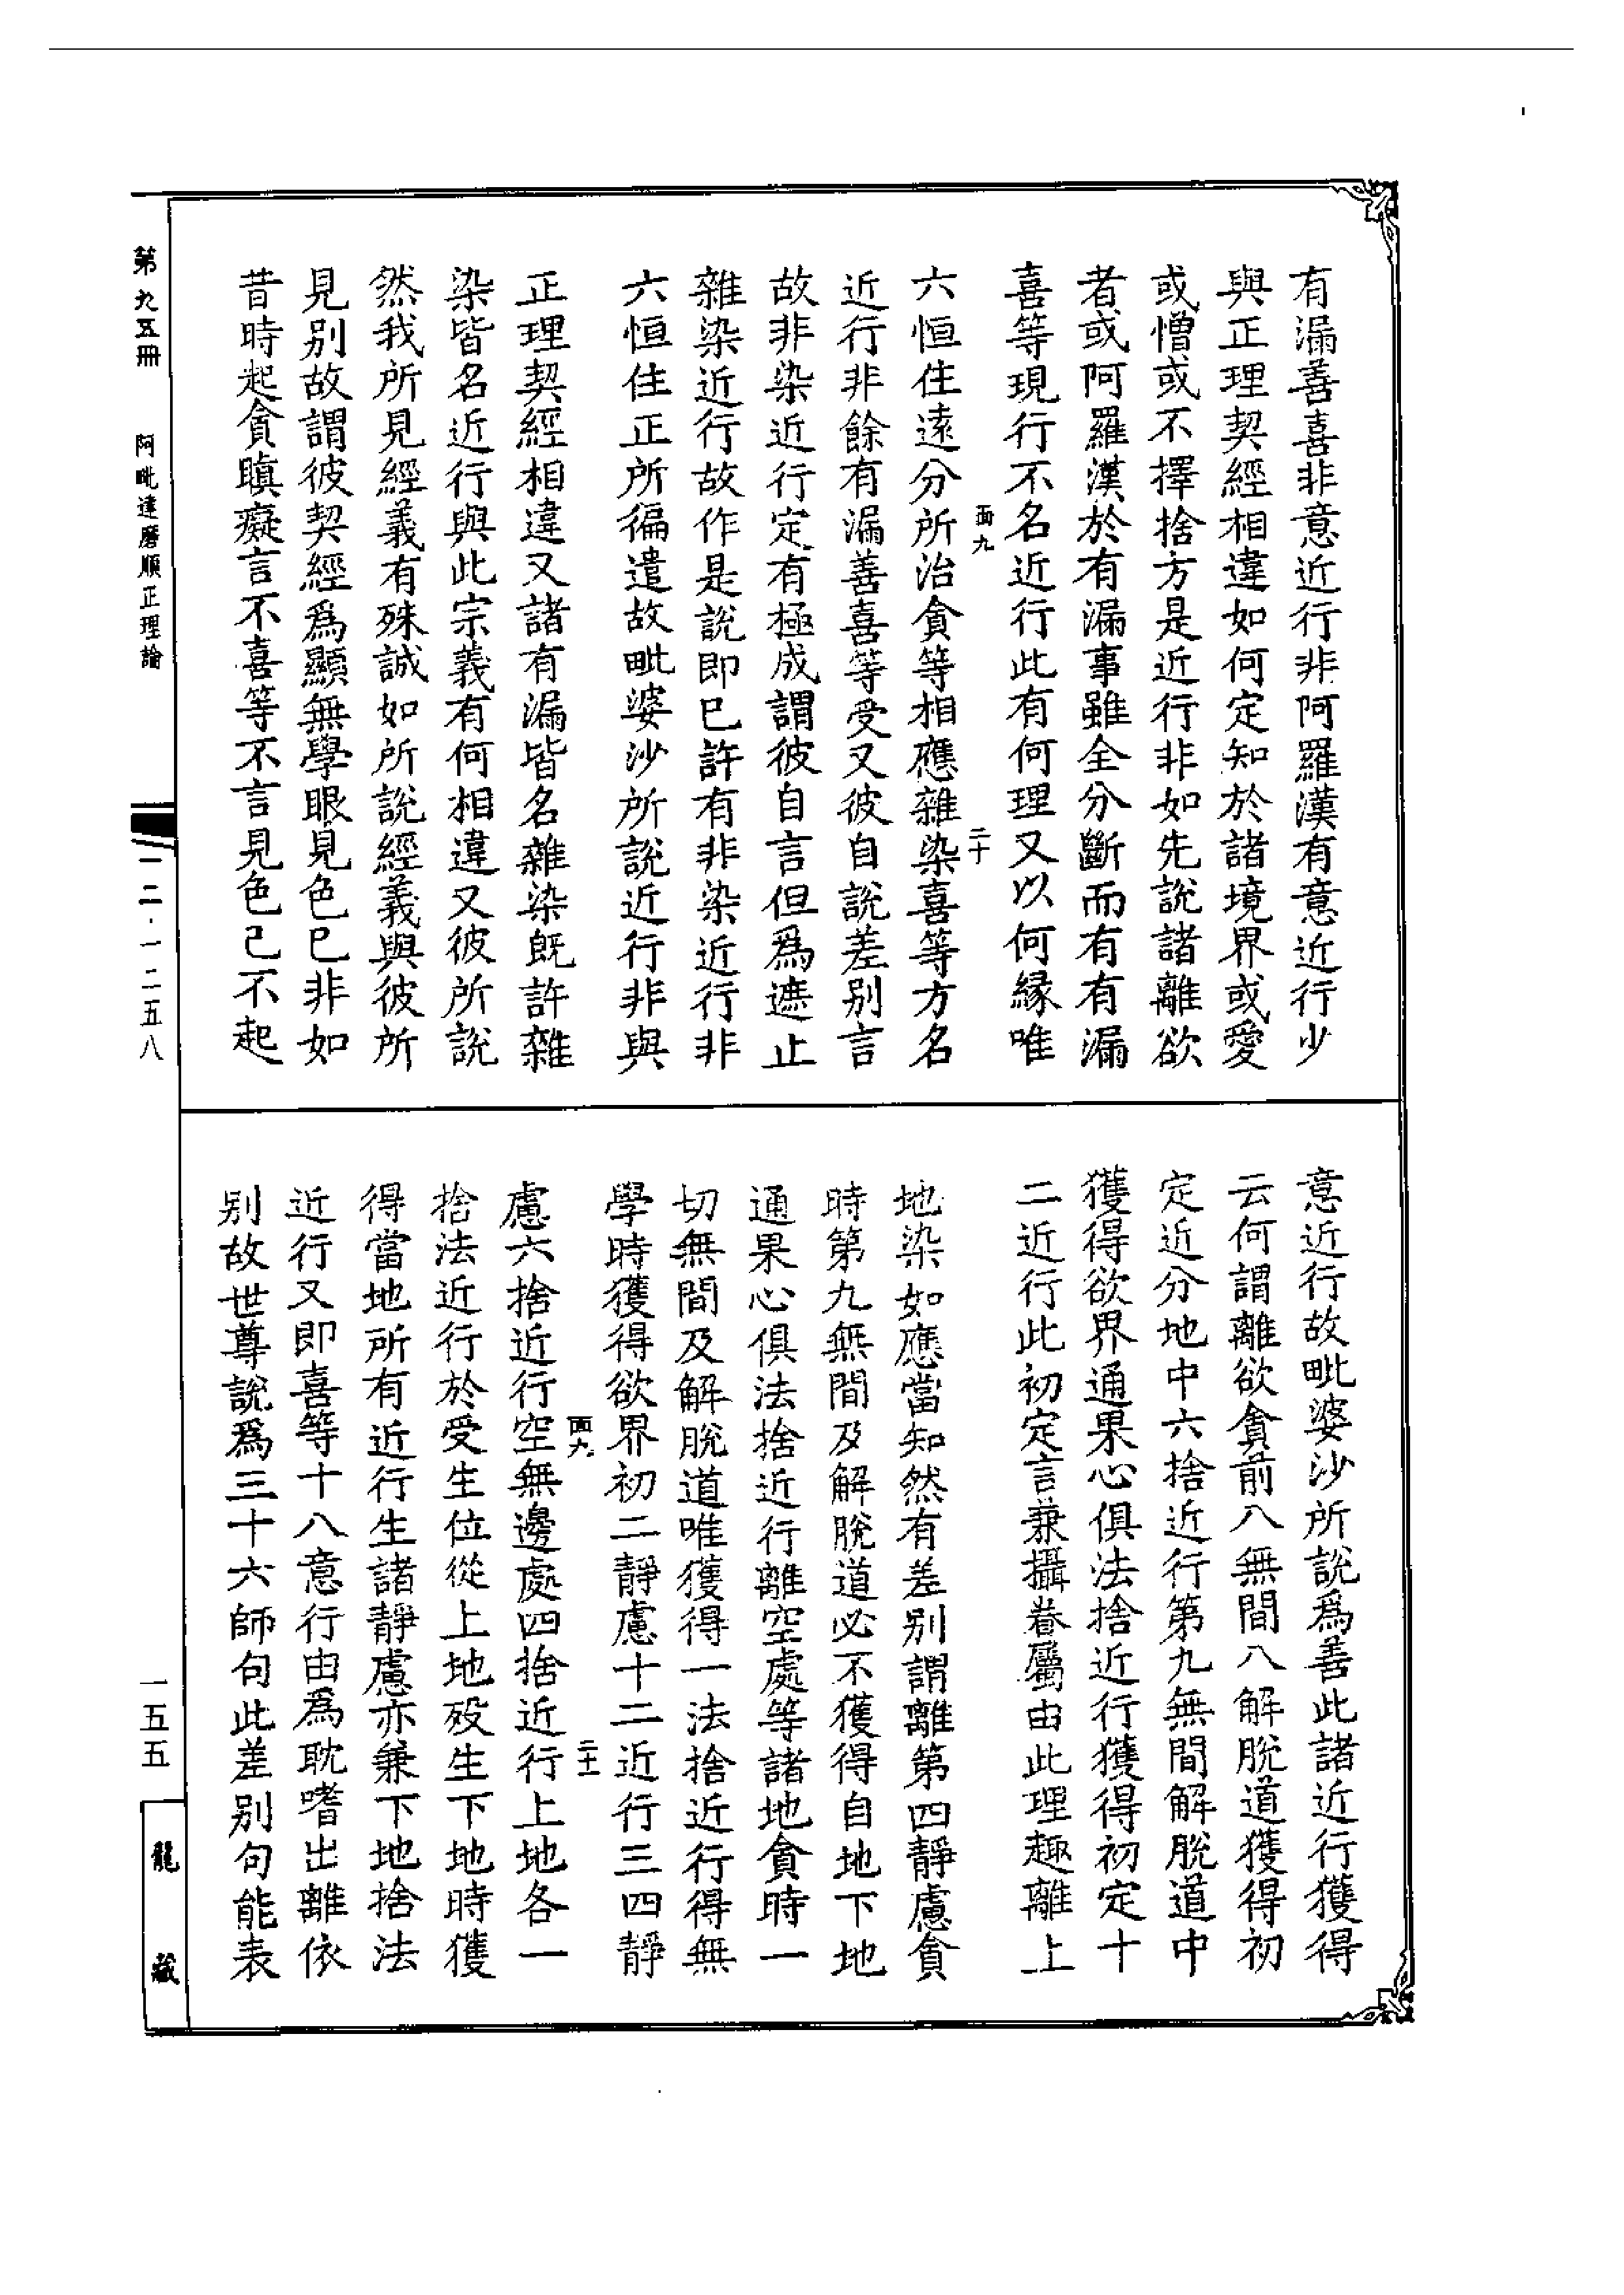 有漏善喜非意近行非阿羅漢有意近行少
與正理契經相違如何定知於諸境界或愛
或憎或不擇捨方是近行非如先說諸離欲
者或阿羅漢於有漏事雖全分斷而有有漏
喜等現行不名近行此有何理又以何緣唯
面九
二十
六恒住遠分所治貪等相應雜染喜等方名
近行非餘有漏善喜等受又彼自說差別言
故非染近行定有極成謂彼自言但爲遮止
雜染近行故作是說即已許有非染近行非
六恒住正所徧遣故毗婆沙所說近行非與
正理契經相違又諸有漏皆名雜染既許雜
染皆名近行與此宗義有何相違又彼所說
然我所見經義有殊誠如所說經義與彼所
見別故謂彼契經爲顯無學眼見色已非如
昔時起貪瞋癡言不喜等不言見色已不起
意近行故毗婆沙所說爲善此諸近行獲得
云何謂離欲貪前八無間八解脫道獲得初
定近分地中六捨近行第九無間解脫道中
獲得欲界通果心俱法捨近行獲得初定十
二近行此初定言兼攝眷屬由此理趣離上
地染如應當知然有差別謂離第四靜慮貪
時第九無間及解脫道必不獲得自地下地
通果心俱法捨近行離空處等諸地貪時一
切無間及解脫道唯獲得一法捨近行得無
學時獲得欲界初二靜慮十二近行三四靜
面九
二十一
慮六捨近行空無邊處四捨近行上地各一
捨法近行於受生位從上地歿生下地時獲
得當地所有近行生諸靜慮亦兼下地捨法
近行又即喜等十八意行由爲耽嗜出離依
別故世尊說爲三十六師句此差別句能表
第九五冊
阿毗達磨順正理論
一二·一二五八
一五五
龍藏